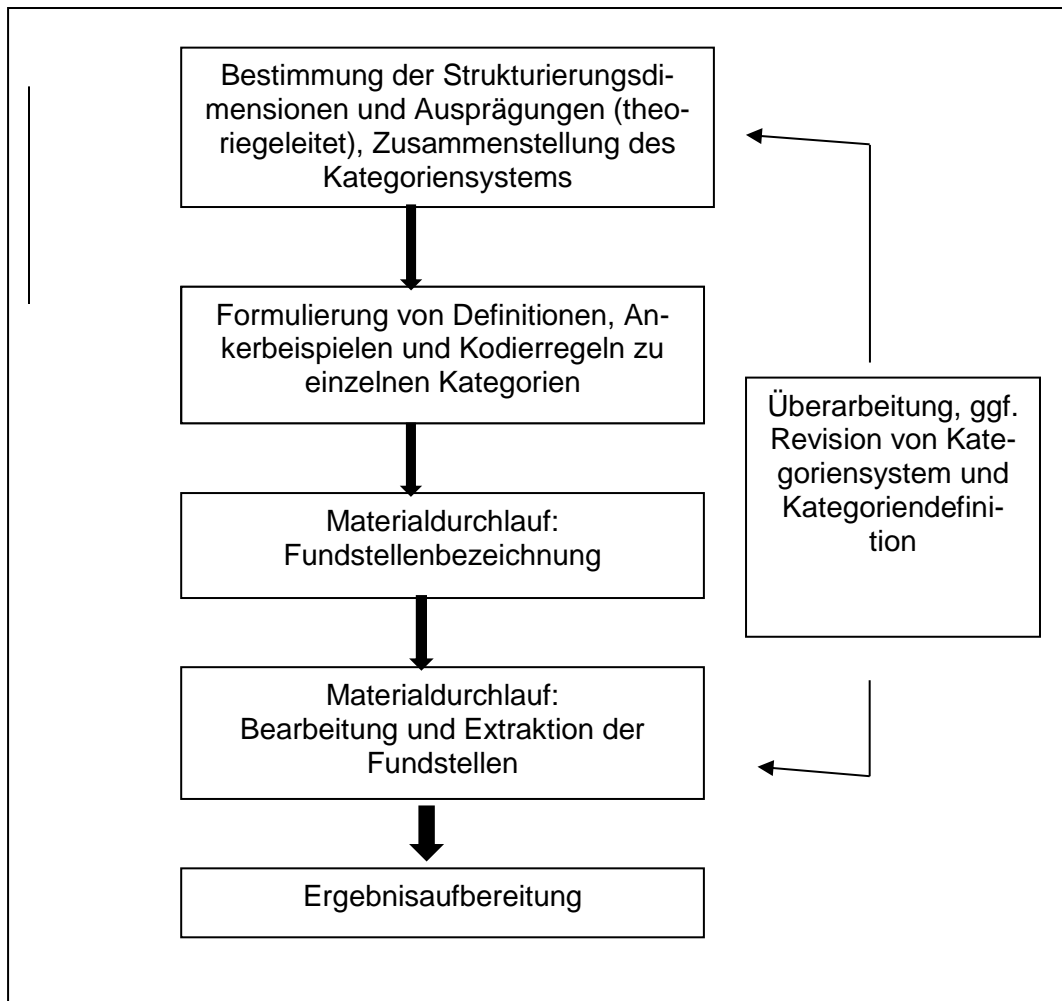 Bestimmung der Strukturierungsdi-
mensionen und Ausprägungen (theo-
riegeleitet), Zusammenstellung des
Kategoriensystems
Formulierung von Definitionen, An-
kerbeispielen und Kodierregeln zu
einzelnen Kategorien
Materialdurchlauf:
Fundstellenbezeichnung
Materialdurchlauf:
Bearbeitung und Extraktion der
Fundstellen
Ergebnisaufbereitung
Überarbeitung, ggf.
Revision von Kate-
goriensystem und
Kategoriendefini-
tion